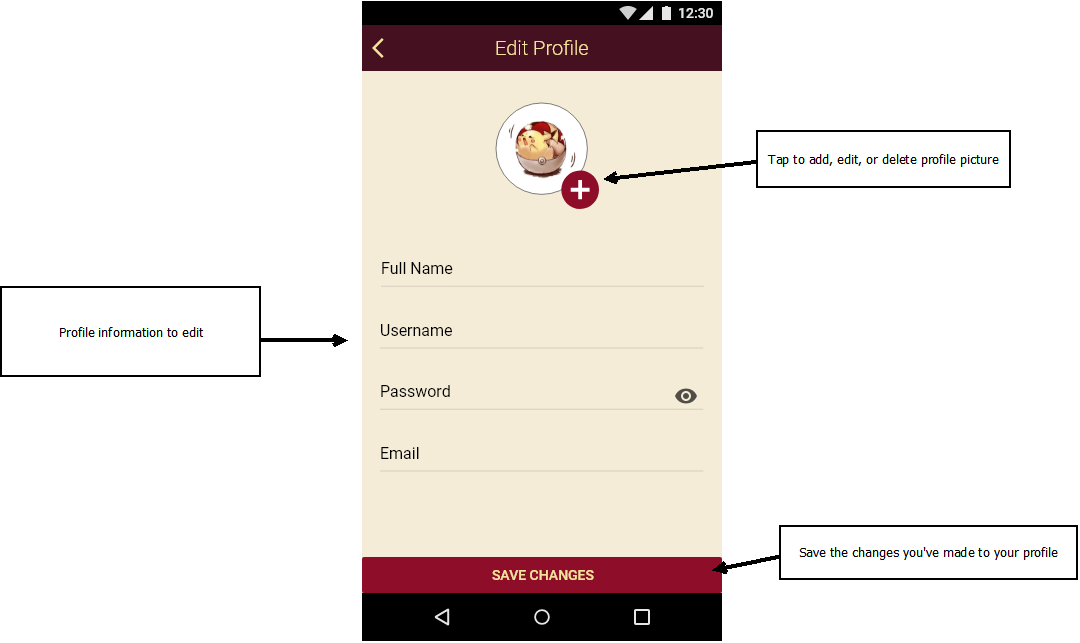 12:30
Edit Profile
Tap to add, edit, or delete profile picture
Full Name
Profile information to edit
Username
Password
Email
Save the changes you've made to your profile
SAVE CHANGES